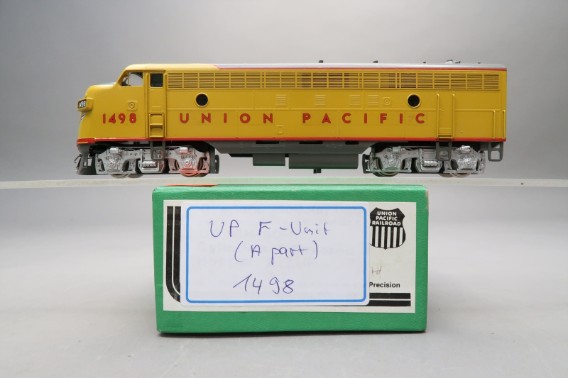 1498 UNION PACIFIC
UP F-Unit
(A part)
1498
UNION
PACIFIC
RAILROAD
Precision